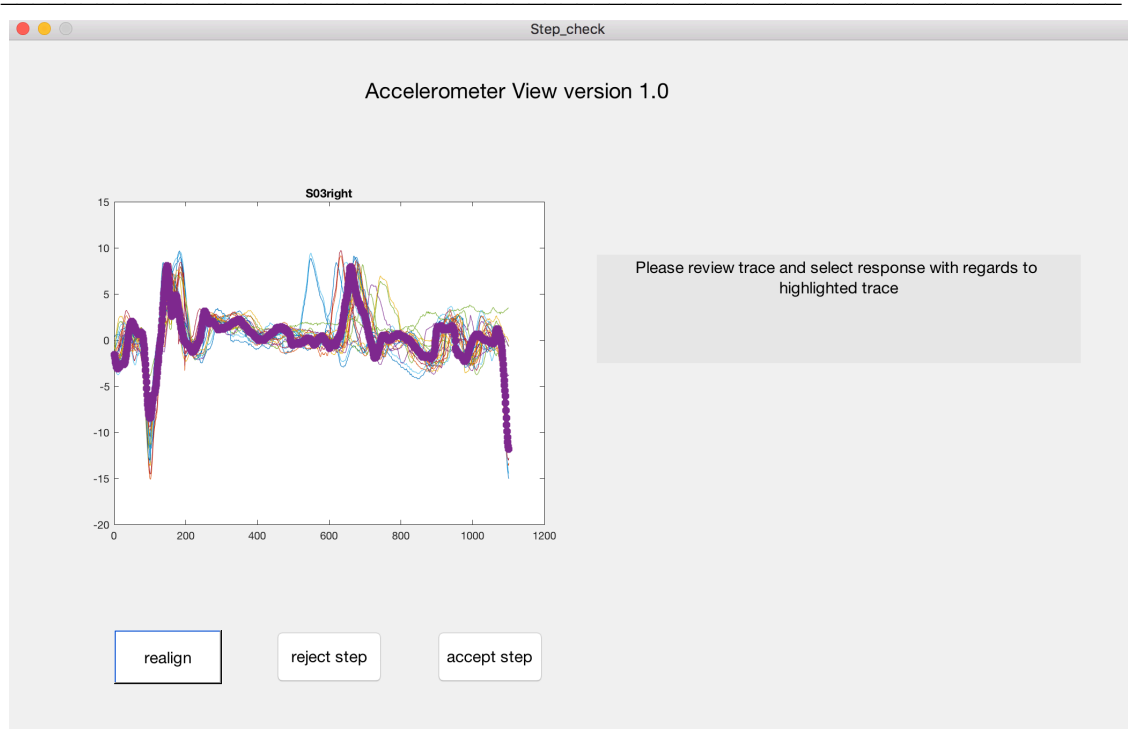 Step_check
Accelerometer View version 1.0
S03right
15
10
5
0
-5
-10
-15
-20
0 200 400 600 800 1000 1200
Please review trace and select response with regards to
highlighted trace
realign reject step accept step